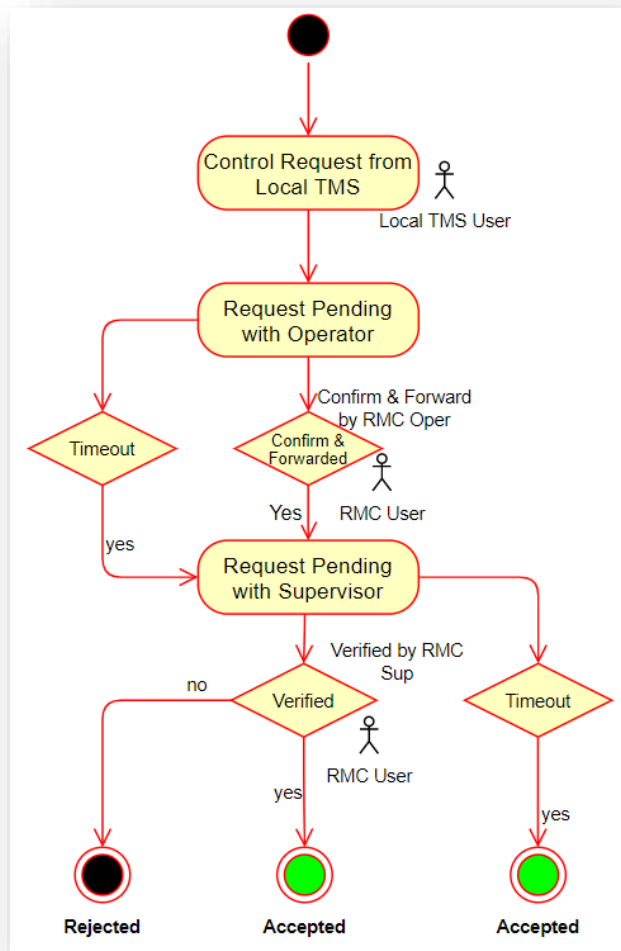 Control Request from
Local TMS
Local TMS User
Request Pending
with Operator
Confirm & Forward
by RMC Oper
Timeout
Confirm &
Forwarded
RMC User
Yes
yes
Request Pending
with Supervisor
Verified by RMC
Sup
no
Verified
Timeout
RMC User
yes
yes
Rejected
Accepted
Accepted